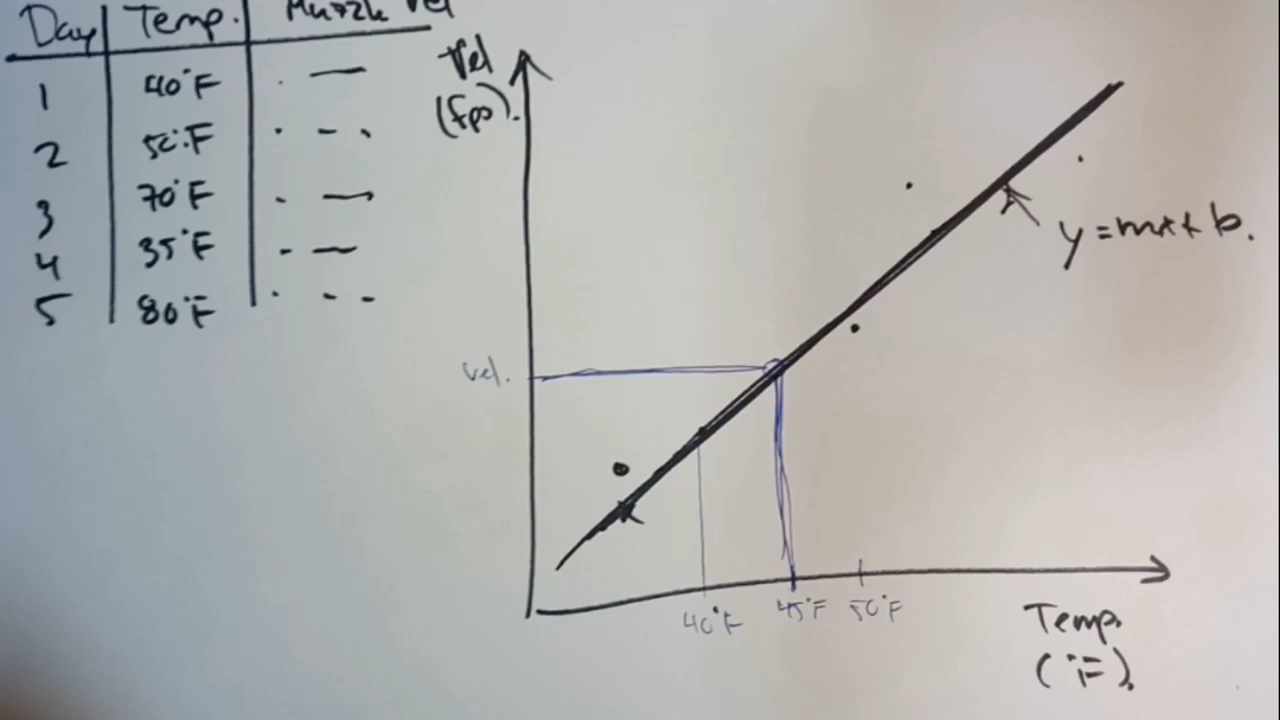 Day Temp. Muzzle Vel
1 40°F . —
2 50°F . - .
3 70°F . —
4 35°F . —
5 80°F . - -
Vel
(fps).
y=mx+b.
vel.
40°F 45°F 50°F
Temp.
(°F).